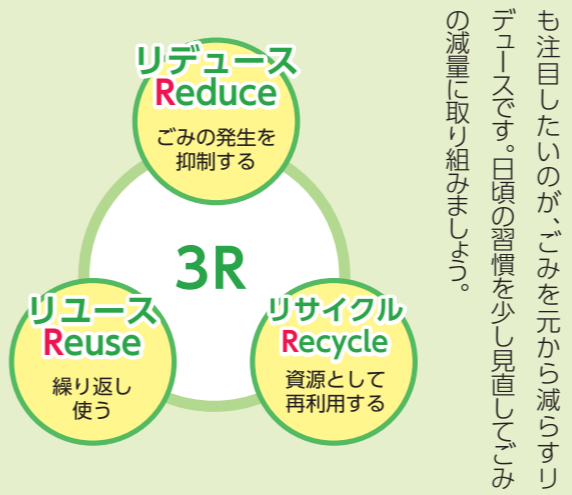 も注目したいのが、ごみを元から減らすリ
デュースです。日頃の習慣を少し見直してごみ
の減量に取り組みましょう。
リデュース
Reduce
ごみの発生を
抑制する
3R
リユース
Reuse
繰り返し
使う
リサイクル
Recycle
資源として
再利用する